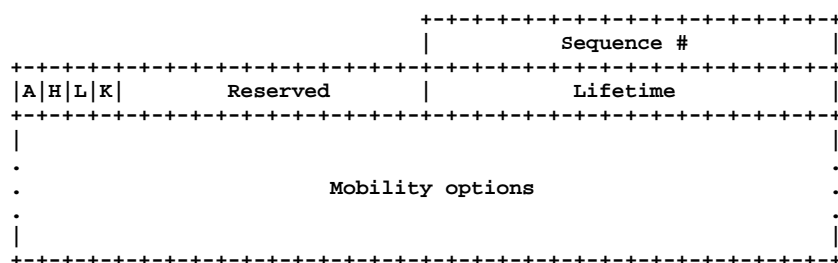 +-+-+-+-+-+-+-+-+-+-+-+-+-+-+-+-+
                                |          Sequence #           |
+-+-+-+-+-+-+-+-+-+-+-+-+-+-+-+-+-+-+-+-+-+-+-+-+-+-+-+-+-+-+-+-+
|A|H|L|K|        Reserved       |           Lifetime            |
+-+-+-+-+-+-+-+-+-+-+-+-+-+-+-+-+-+-+-+-+-+-+-+-+-+-+-+-+-+-+-+-+
|                                                               |
.                                                               .
.                        Mobility options                       .
.                                                               .
|                                                               |
+-+-+-+-+-+-+-+-+-+-+-+-+-+-+-+-+-+-+-+-+-+-+-+-+-+-+-+-+-+-+-+-+